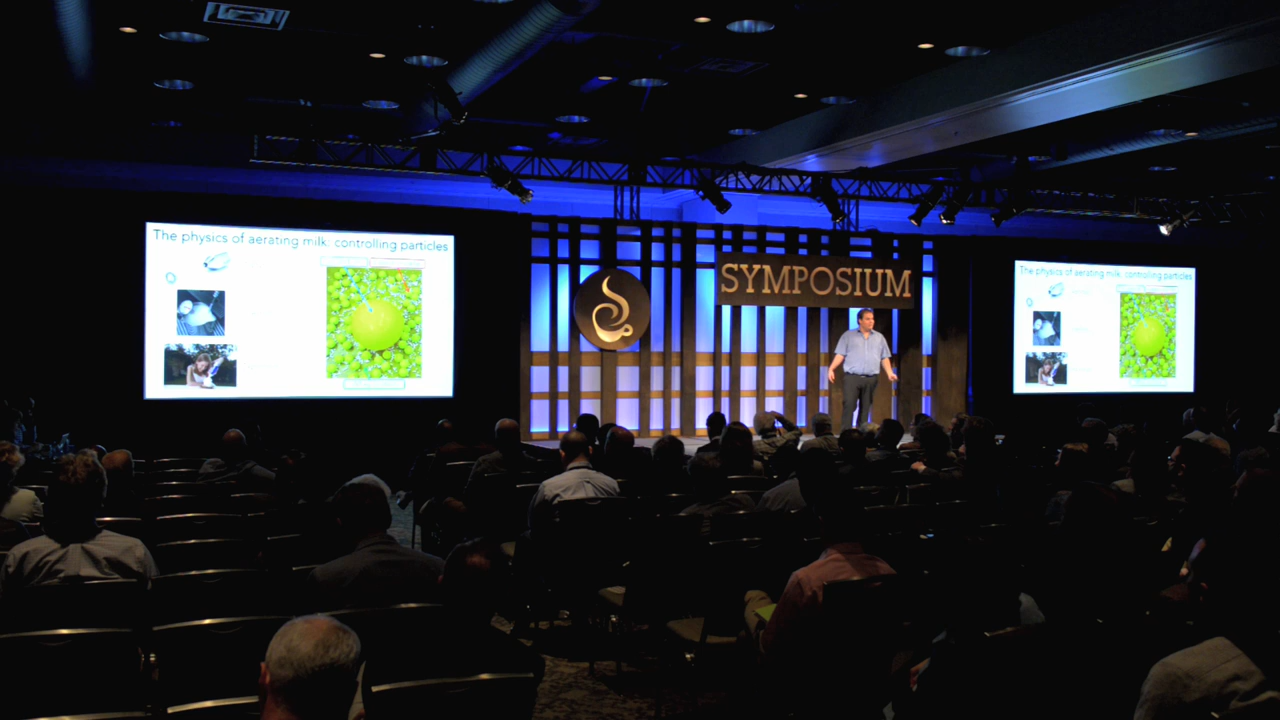 The physics of aerating milk: controlling particles
SYMPOSIUM
The physics of aerating milk: controlling particles